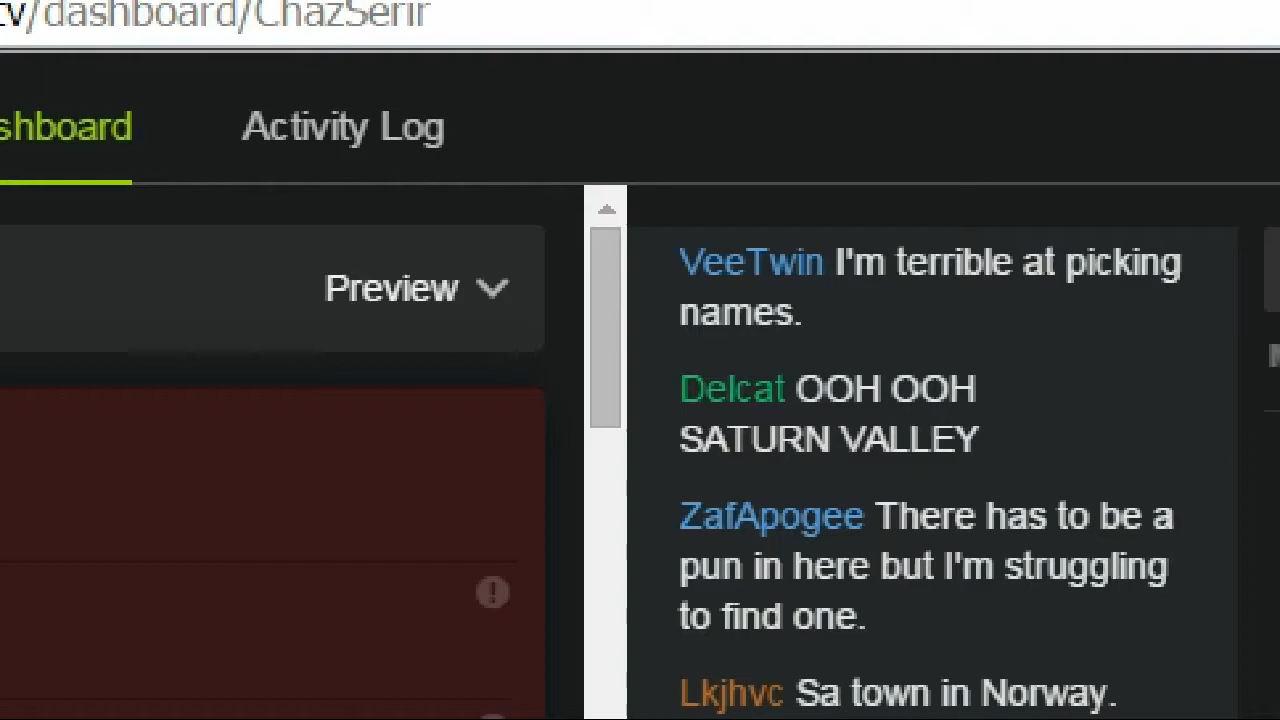 tv/dashboard/ChazSerir
shboard
Activity Log
Preview
VeeTwin I'm terrible at picking
names.
Delcat OOH OOH
SATURN VALLEY
ZafApogee There has to be a
pun in here but I'm struggling
to find one.
Lkjhvc Sa town in Norway.